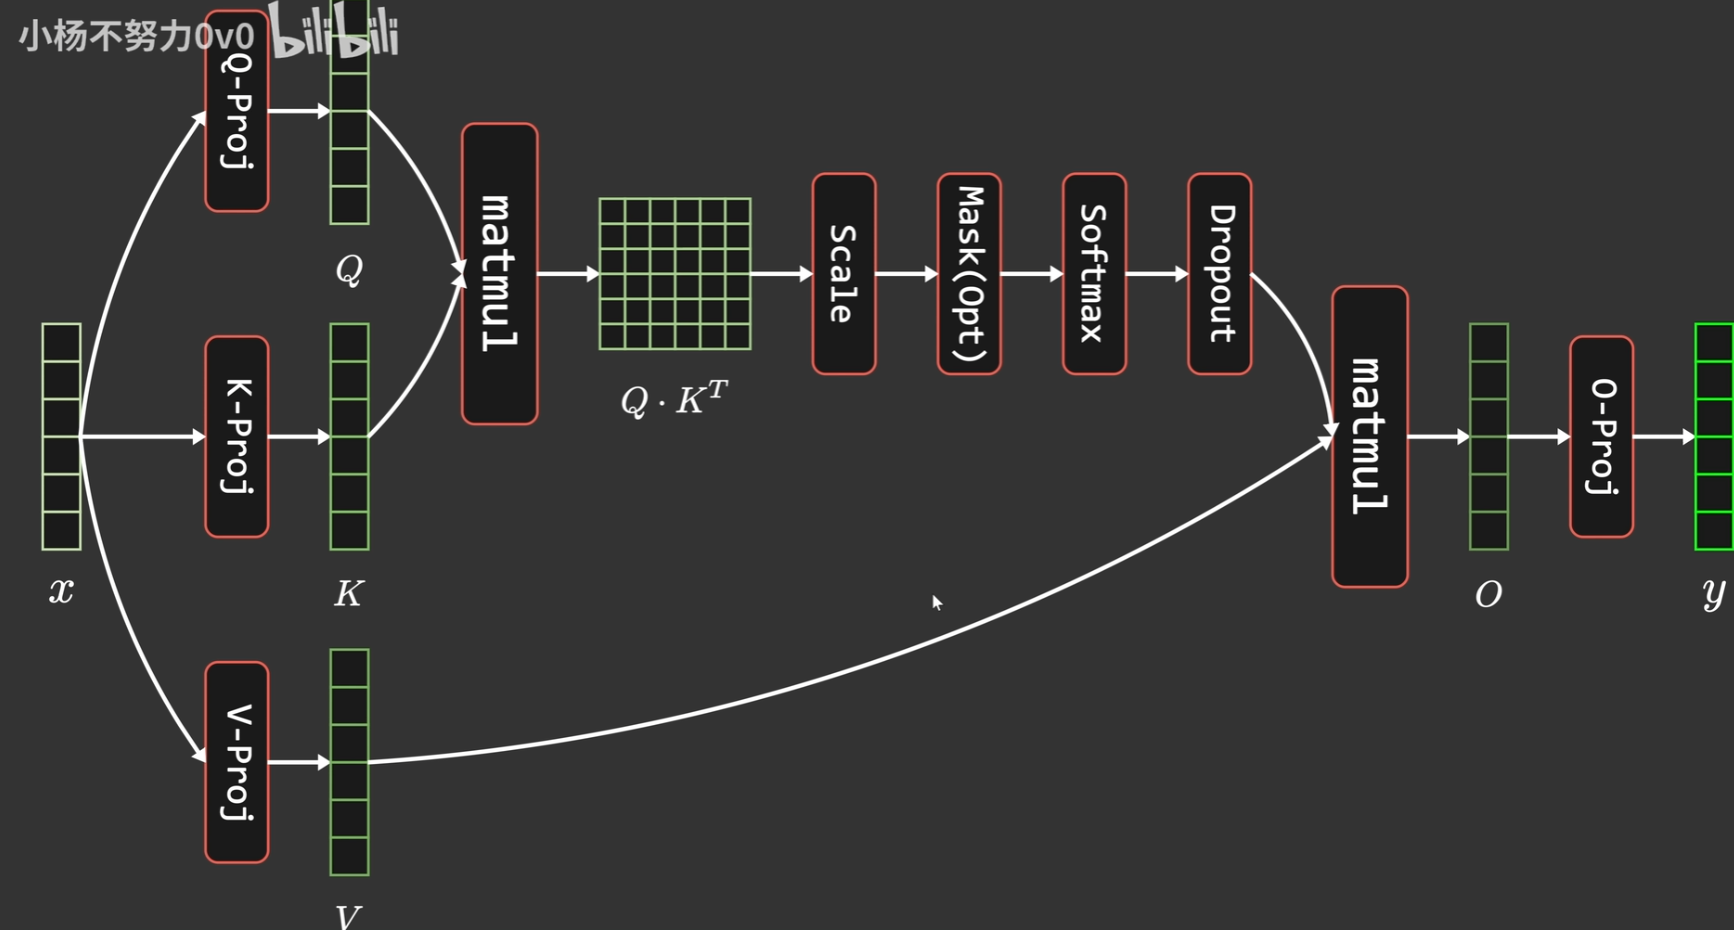 小杨不努力0v0 bilibili
Q-Proj
Q
K-Proj
K
V-Proj
V
x
matmul
Q · K^T
Scale
Mask(Opt)
Softmax
Dropout
matmul
O
O-Proj
y